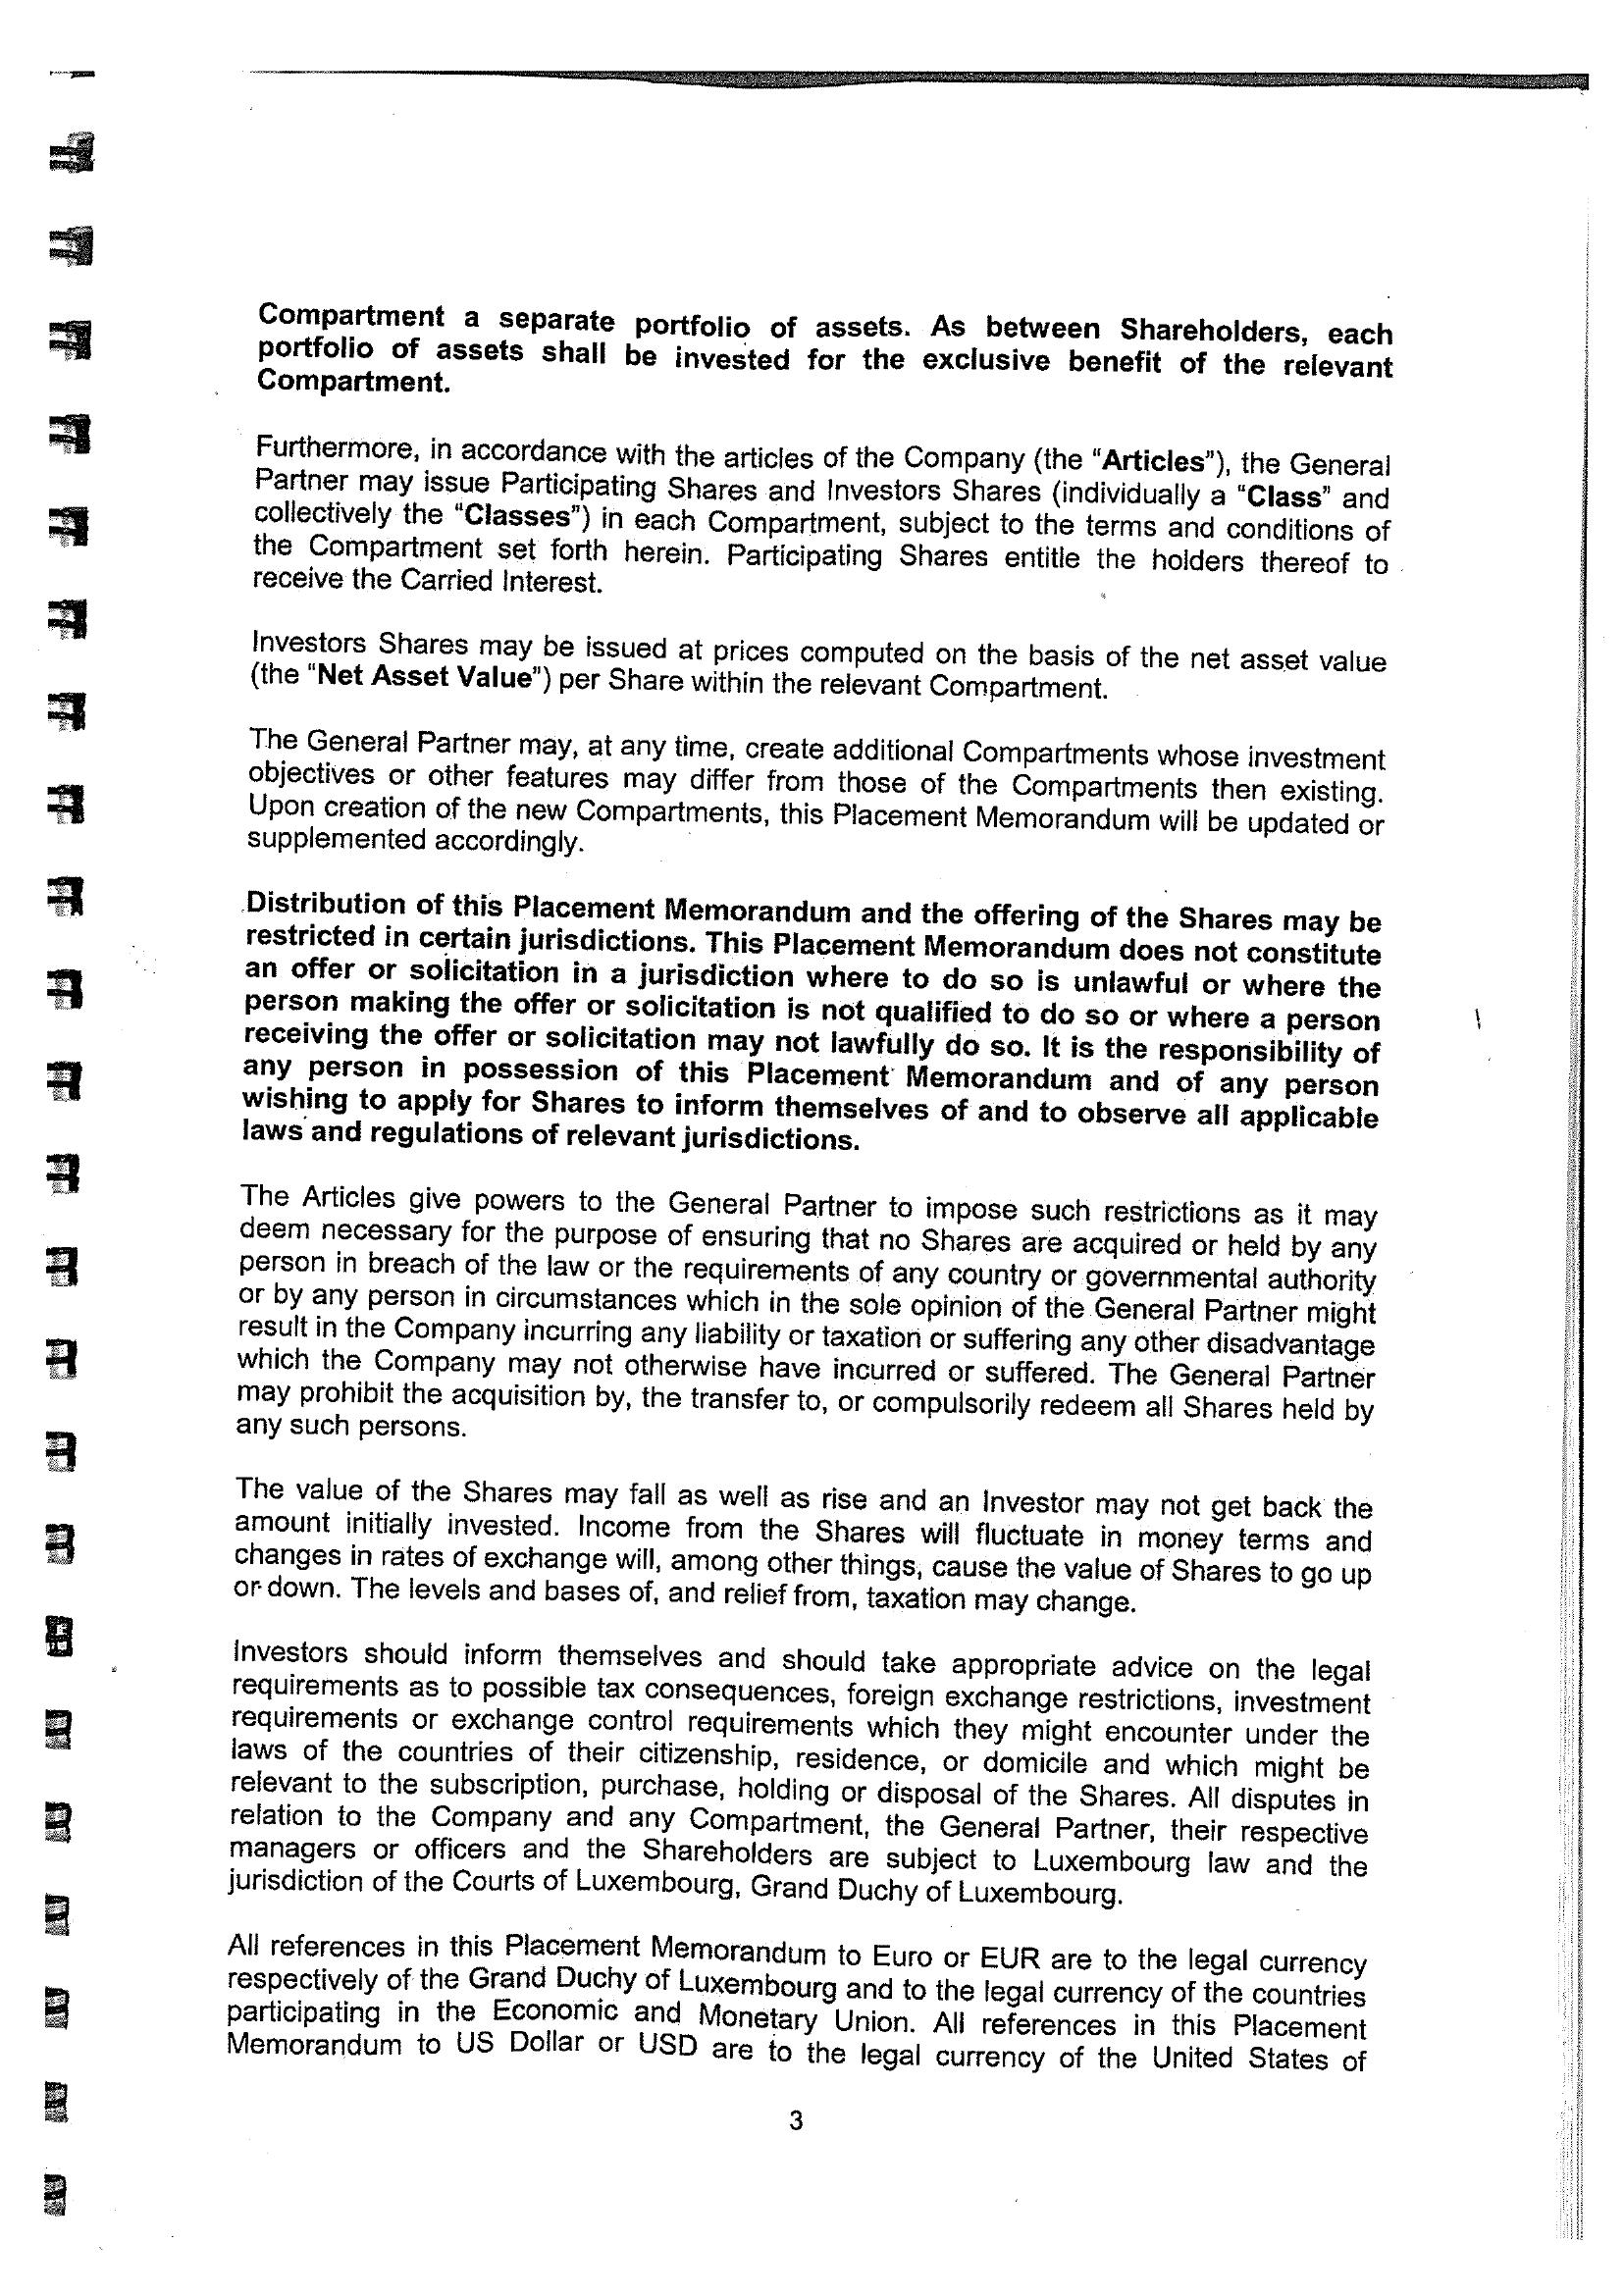 Compartment a separate portfolio of assets. As between Shareholders, each
portfolio of assets shall be invested for the exclusive benefit of the relevant
Compartment.
Furthermore, in accordance with the articles of the Company (the "Articles"), the General
Partner may issue Participating Shares and Investors Shares (individually a "Class" and
collectively the "Classes") in each Compartment, subject to the terms and conditions of
the Compartment set forth herein. Participating Shares entitle the holders thereof to
receive the Carried Interest.
Investors Shares may be issued at prices computed on the basis of the net asset value
(the "Net Asset Value") per Share within the relevant Compartment.
The General Partner may, at any time, create additional Compartments whose investment
objectives or other features may differ from those of the Compartments then existing.
Upon creation of the new Compartments, this Placement Memorandum will be updated or
supplemented accordingly.
Distribution of this Placement Memorandum and the offering of the Shares may be
restricted in certain jurisdictions. This Placement Memorandum does not constitute
an offer or solicitation in a jurisdiction where to do so is unlawful or where the
person making the offer or solicitation is not qualified to do so or where a person
receiving the offer or solicitation may not lawfully do so. It is the responsibility of
any person in possession of this Placement Memorandum and of any person
wishing to apply for Shares to inform themselves of and to observe all applicable
laws and regulations of relevant jurisdictions.
The Articles give powers to the General Partner to impose such restrictions as it may
deem necessary for the purpose of ensuring that no Shares are acquired or held by any
person in breach of the law or the requirements of any country or governmental authority
or by any person in circumstances which in the sole opinion of the General Partner might
result in the Company incurring any liability or taxation or suffering any other disadvantage
which the Company may not otherwise have incurred or suffered. The General Partner
may prohibit the acquisition by, the transfer to, or compulsorily redeem all Shares held by
any such persons.
The value of the Shares may fall as well as rise and an Investor may not get back the
amount initially invested. Income from the Shares will fluctuate in money terms and
changes in rates of exchange will, among other things, cause the value of Shares to go up
or down. The levels and bases of, and relief from, taxation may change.
Investors should inform themselves and should take appropriate advice on the legal
requirements as to possible tax consequences, foreign exchange restrictions, investment
requirements or exchange control requirements which they might encounter under the
laws of the countries of their citizenship, residence, or domicile and which might be
relevant to the subscription, purchase, holding or disposal of the Shares. All disputes in
relation to the Company and any Compartment, the General Partner, their respective
managers or officers and the Shareholders are subject to Luxembourg law and the
jurisdiction of the Courts of Luxembourg, Grand Duchy of Luxembourg.
All references in this Placement Memorandum to Euro or EUR are to the legal currency
respectively of the Grand Duchy of Luxembourg and to the legal currency of the countries
participating in the Economic and Monetary Union. All references in this Placement
Memorandum to US Dollar or USD are to the legal currency of the United States of
3